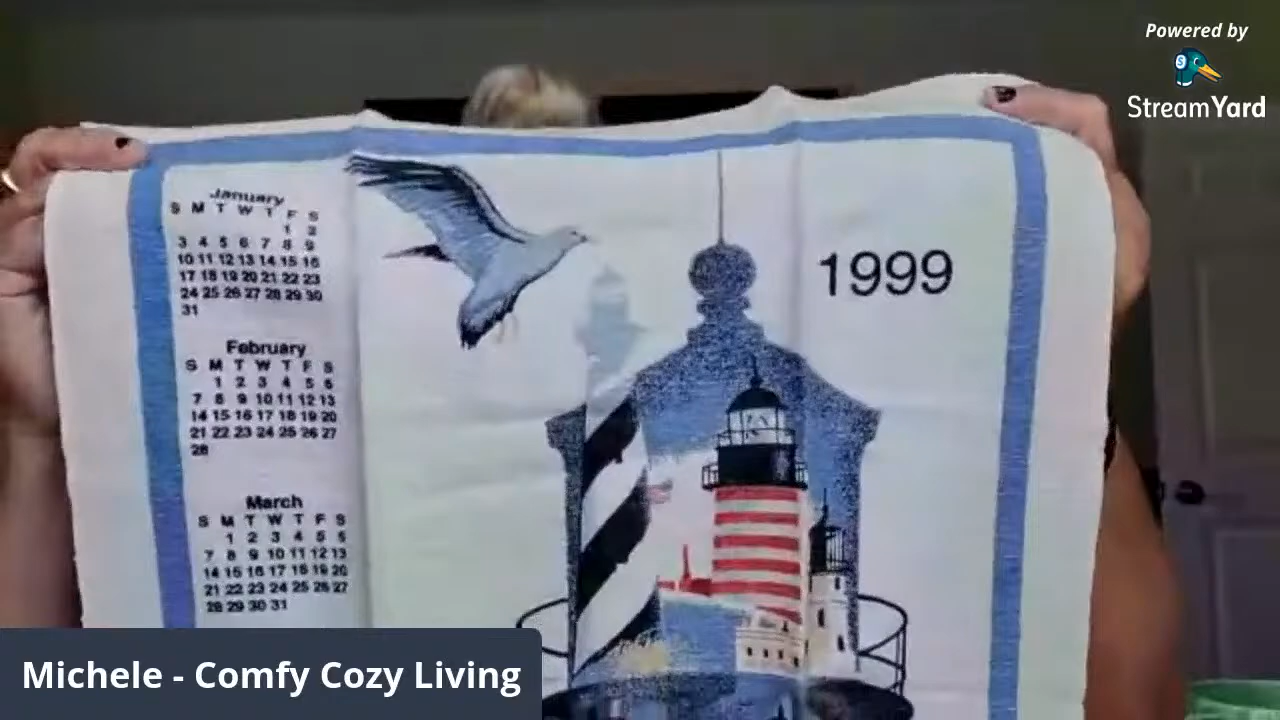 Powered by
StreamYard
January
S M T W T F S
1 2
3 4 5 6 7 8 9
10 11 12 13 14 15 16
17 18 19 20 21 22 23
24 25 26 27 28 29 30
31
1999
February
S M T W T F S
1 2 3 4 5 6
7 8 9 10 11 12 13
14 15 16 17 18 19 20
21 22 23 24 25 26 27
28
March
S M T W T F S
1 2 3 4 5 6
7 8 9 10 11 12 13
14 15 16 17 18 19 20
21 22 23 24 25 26 27
28 29 30 31
Michele - Comfy Cozy Living